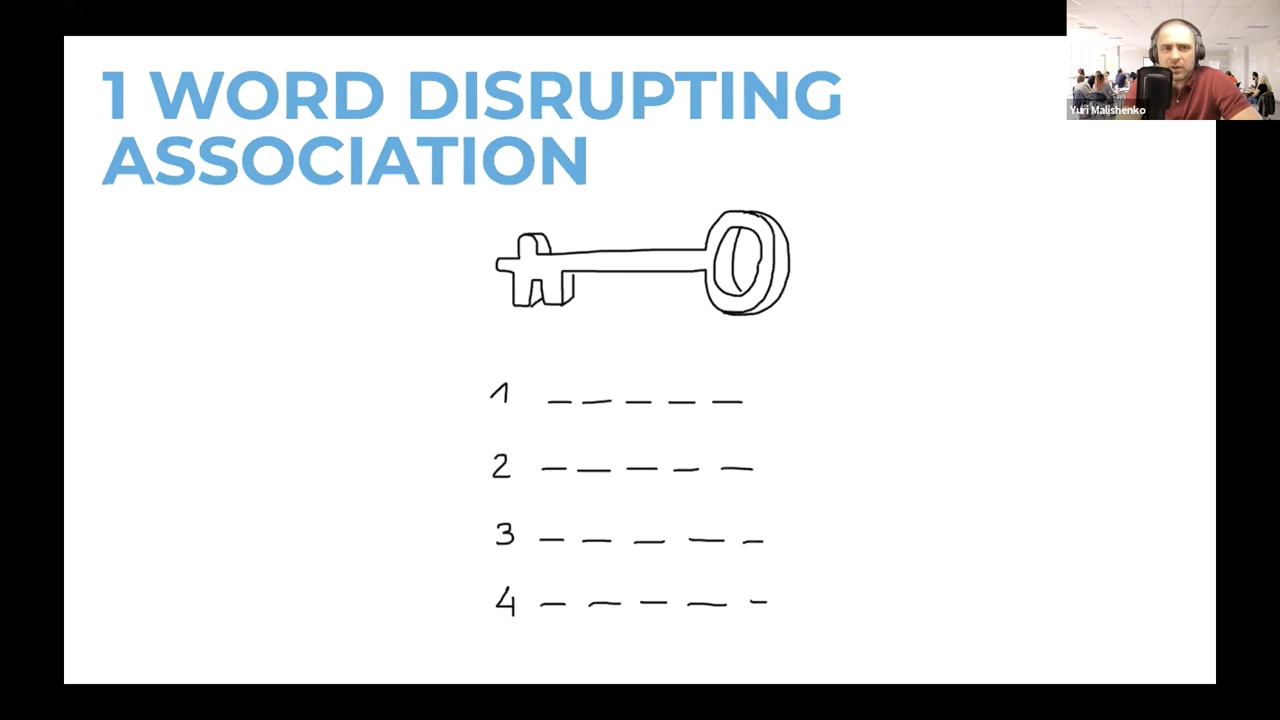 1 WORD DISRUPTING
ASSOCIATION
Yuri Malishenko
1 _ _ _ _ _
2 _ _ _ _ _
3 _ _ _ _ _
4 _ _ _ _ _